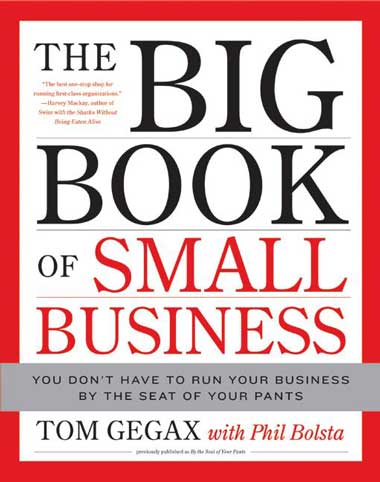 THE BIG
"The best one-stop shop for
running first-class organizations."
—Harvey Mackay, author of
Swim with the Sharks Without
Being Eaten Alive
BOOK
OF SMALL
BUSINESS
YOU DON'T HAVE TO RUN YOUR BUSINESS
BY THE SEAT OF YOUR PANTS
TOM GEGAX with Phil Bolsta
previously published as By the Seat of Your Pants